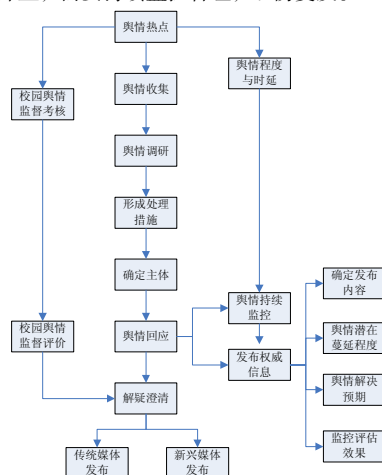 舆情热点
舆情收集
舆情程度
与时延
校园舆情
监督考核
舆情调研
形成处理
措施
确定主体
确定发布
内容
舆情持续
监控
校园舆情
监督评价
舆情回应
舆情潜在
蔓延程度
发布权威
信息
舆情解决
预期
解疑澄清
监控评估
效果
传统媒体
发布
新兴媒体
发布